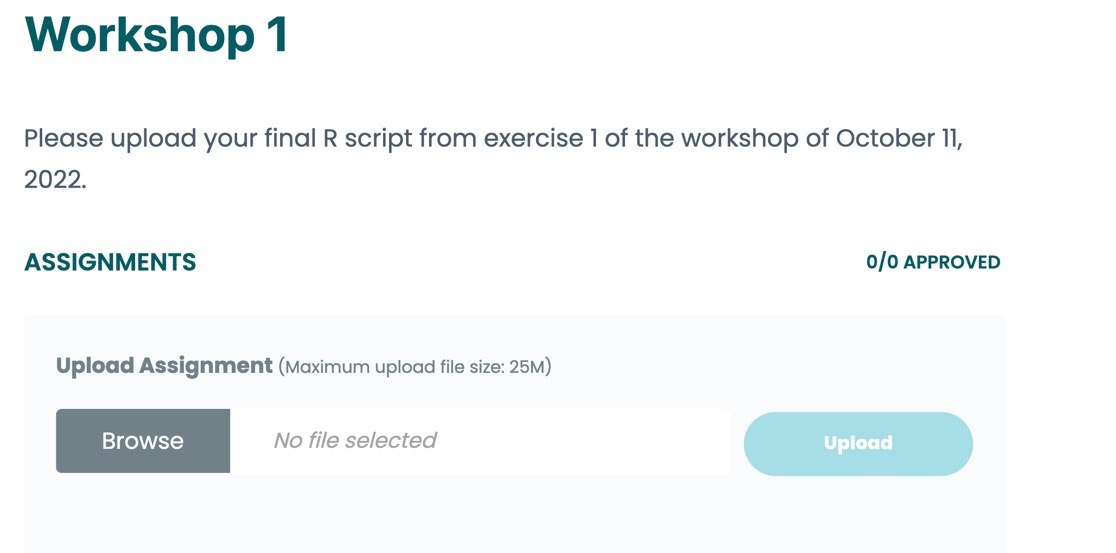 Workshop 1
Please upload your final R script from exercise 1 of the workshop of October 11,
2022.
ASSIGNMENTS
0/0 APPROVED
Upload Assignment (Maximum upload file size: 25M)
Browse
No file selected
Upload